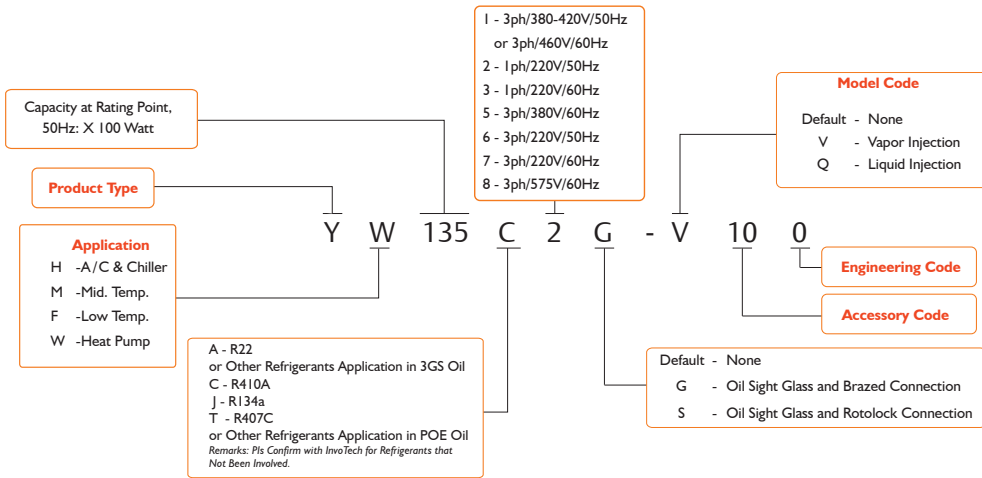 1 - 3ph/380-420V/50Hz
or 3ph/460V/60Hz
2 - 1ph/220V/50Hz
3 - 1ph/220V/60Hz
5 - 3ph/380V/60Hz
6 - 3ph/220V/50Hz
7 - 3ph/220V/60Hz
8 - 3ph/575V/60Hz
Capacity at Rating Point,
50Hz: X 100 Watt
Model Code
Default - None
V - Vapor Injection
Q - Liquid Injection
Product Type
Y W 135 C 2 G - V 10 0
Application
H -A/C & Chiller
M -Mid. Temp.
F -Low Temp.
W -Heat Pump
Engineering Code
Accessory Code
A - R22
or Other Refrigerants Application in 3GS Oil
C - R410A
J - R134a
T - R407C
or Other Refrigerants Application in POE Oil
Remarks: Pls Confirm with InvoTech for Refrigerants that
Not Been Involved.
Default - None
G - Oil Sight Glass and Brazed Connection
S - Oil Sight Glass and Rotolock Connection